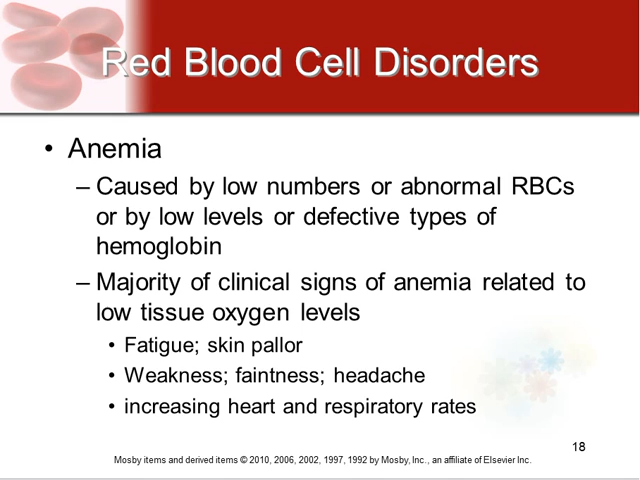 Red Blood Cell Disorders
• Anemia
– Caused by low numbers or abnormal RBCs
or by low levels or defective types of
hemoglobin
– Majority of clinical signs of anemia related to
low tissue oxygen levels
• Fatigue; skin pallor
• Weakness; faintness; headache
• increasing heart and respiratory rates
18
Mosby items and derived items © 2010, 2006, 2002, 1997, 1992 by Mosby, Inc., an affiliate of Elsevier Inc.